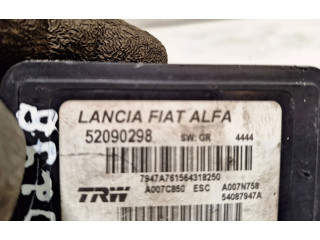 LANCIA FIAT ALFA
52090298 SW: GR 4444
7947A761564318250
TRW A007C850 ESC A007N758
54087947A